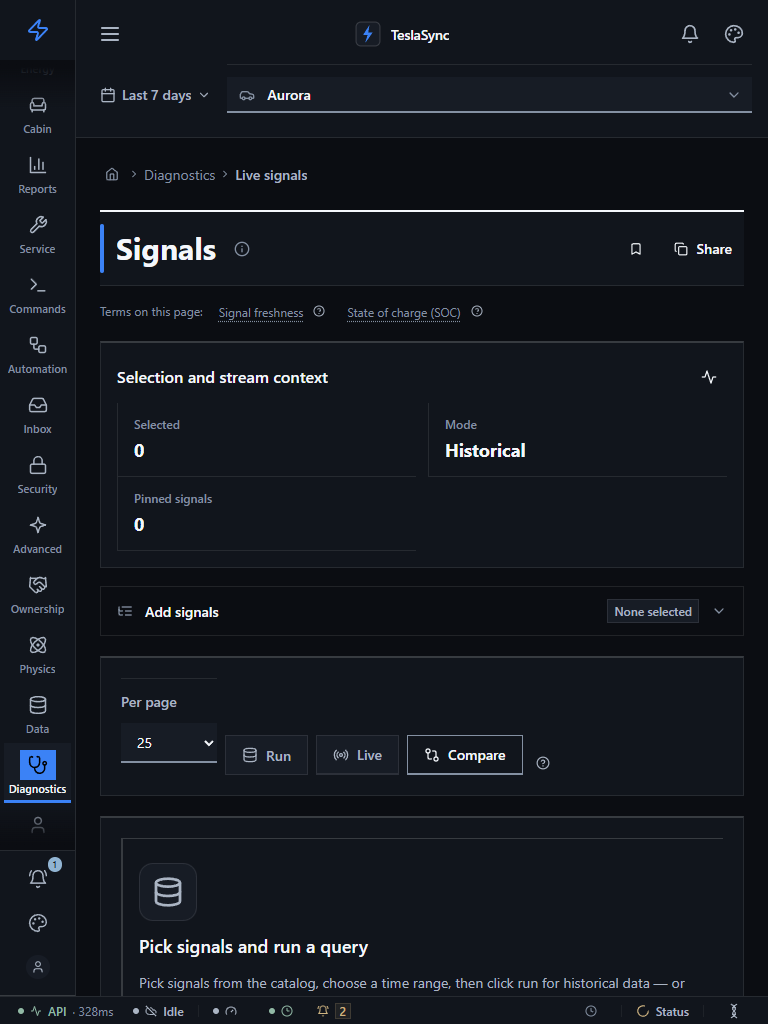 TeslaSync
Last 7 days
Aurora
Energy
Cabin
Reports
Service
Commands
Automation
Inbox
Security
Advanced
Ownership
Physics
Data
Diagnostics
1
Diagnostics
Live signals
Signals
Share
Terms on this page:
Signal freshness
State of charge (SOC)
Selection and stream context
Selected
0
Mode
Historical
Pinned signals
0
Add signals
None selected
Per page
25
Run
Live
Compare
Pick signals and run a query
Pick signals from the catalog, choose a time range, then click run for historical data — or
API · 328ms
Idle
2
Status